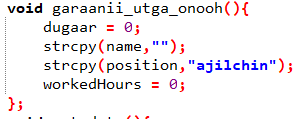 void garaanii_utga_onooh(){
dugaar = 0;
strcpy(name,"");
strcpy(position,"ajilchin");
workedHours = 0;
};